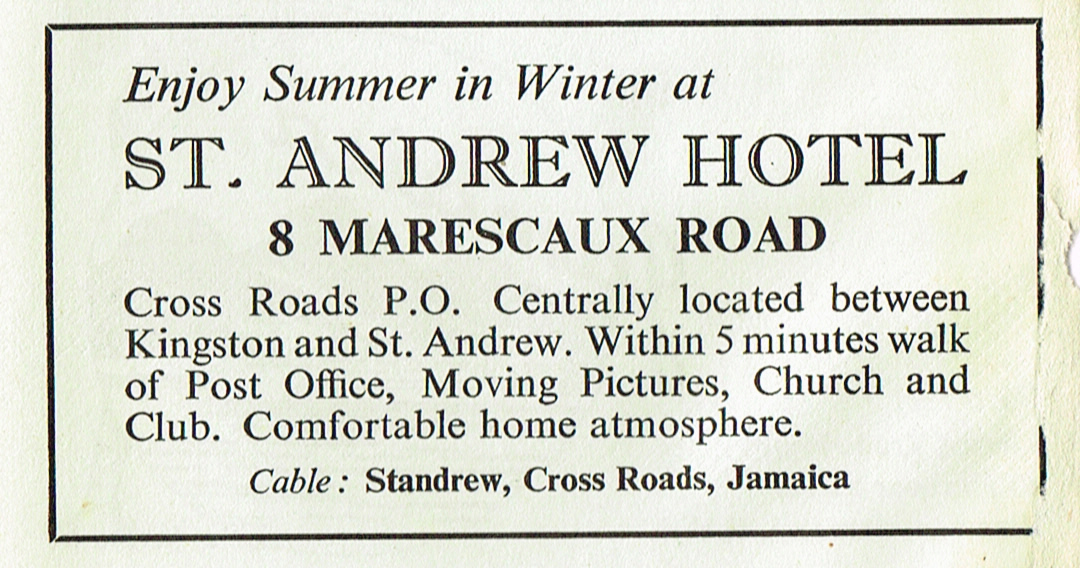 Enjoy Summer in Winter at
ST. ANDREW HOTEL
8 MARESCAUX ROAD
Cross Roads P.O. Centrally located between
Kingston and St. Andrew. Within 5 minutes walk
of Post Office, Moving Pictures, Church and
Club. Comfortable home atmosphere.
Cable: Standrew, Cross Roads, Jamaica